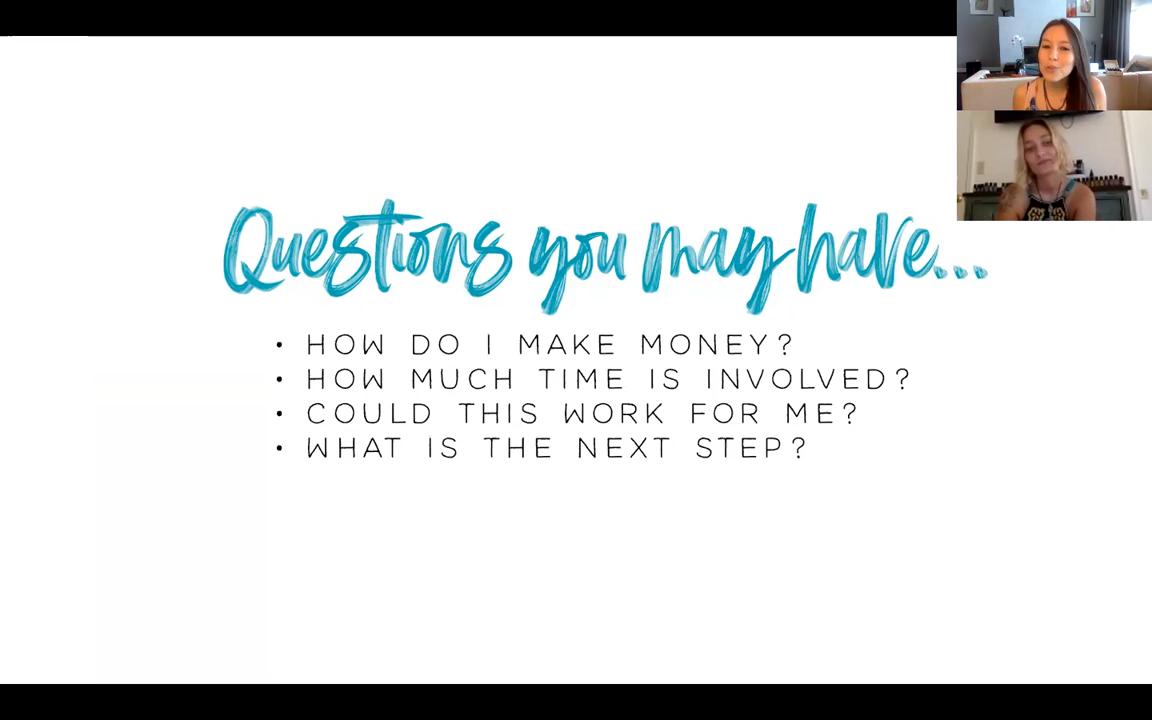 Questions you may have...
• HOW DO I MAKE MONEY?
• HOW MUCH TIME IS INVOLVED?
• COULD THIS WORK FOR ME?
• WHAT IS THE NEXT STEP?